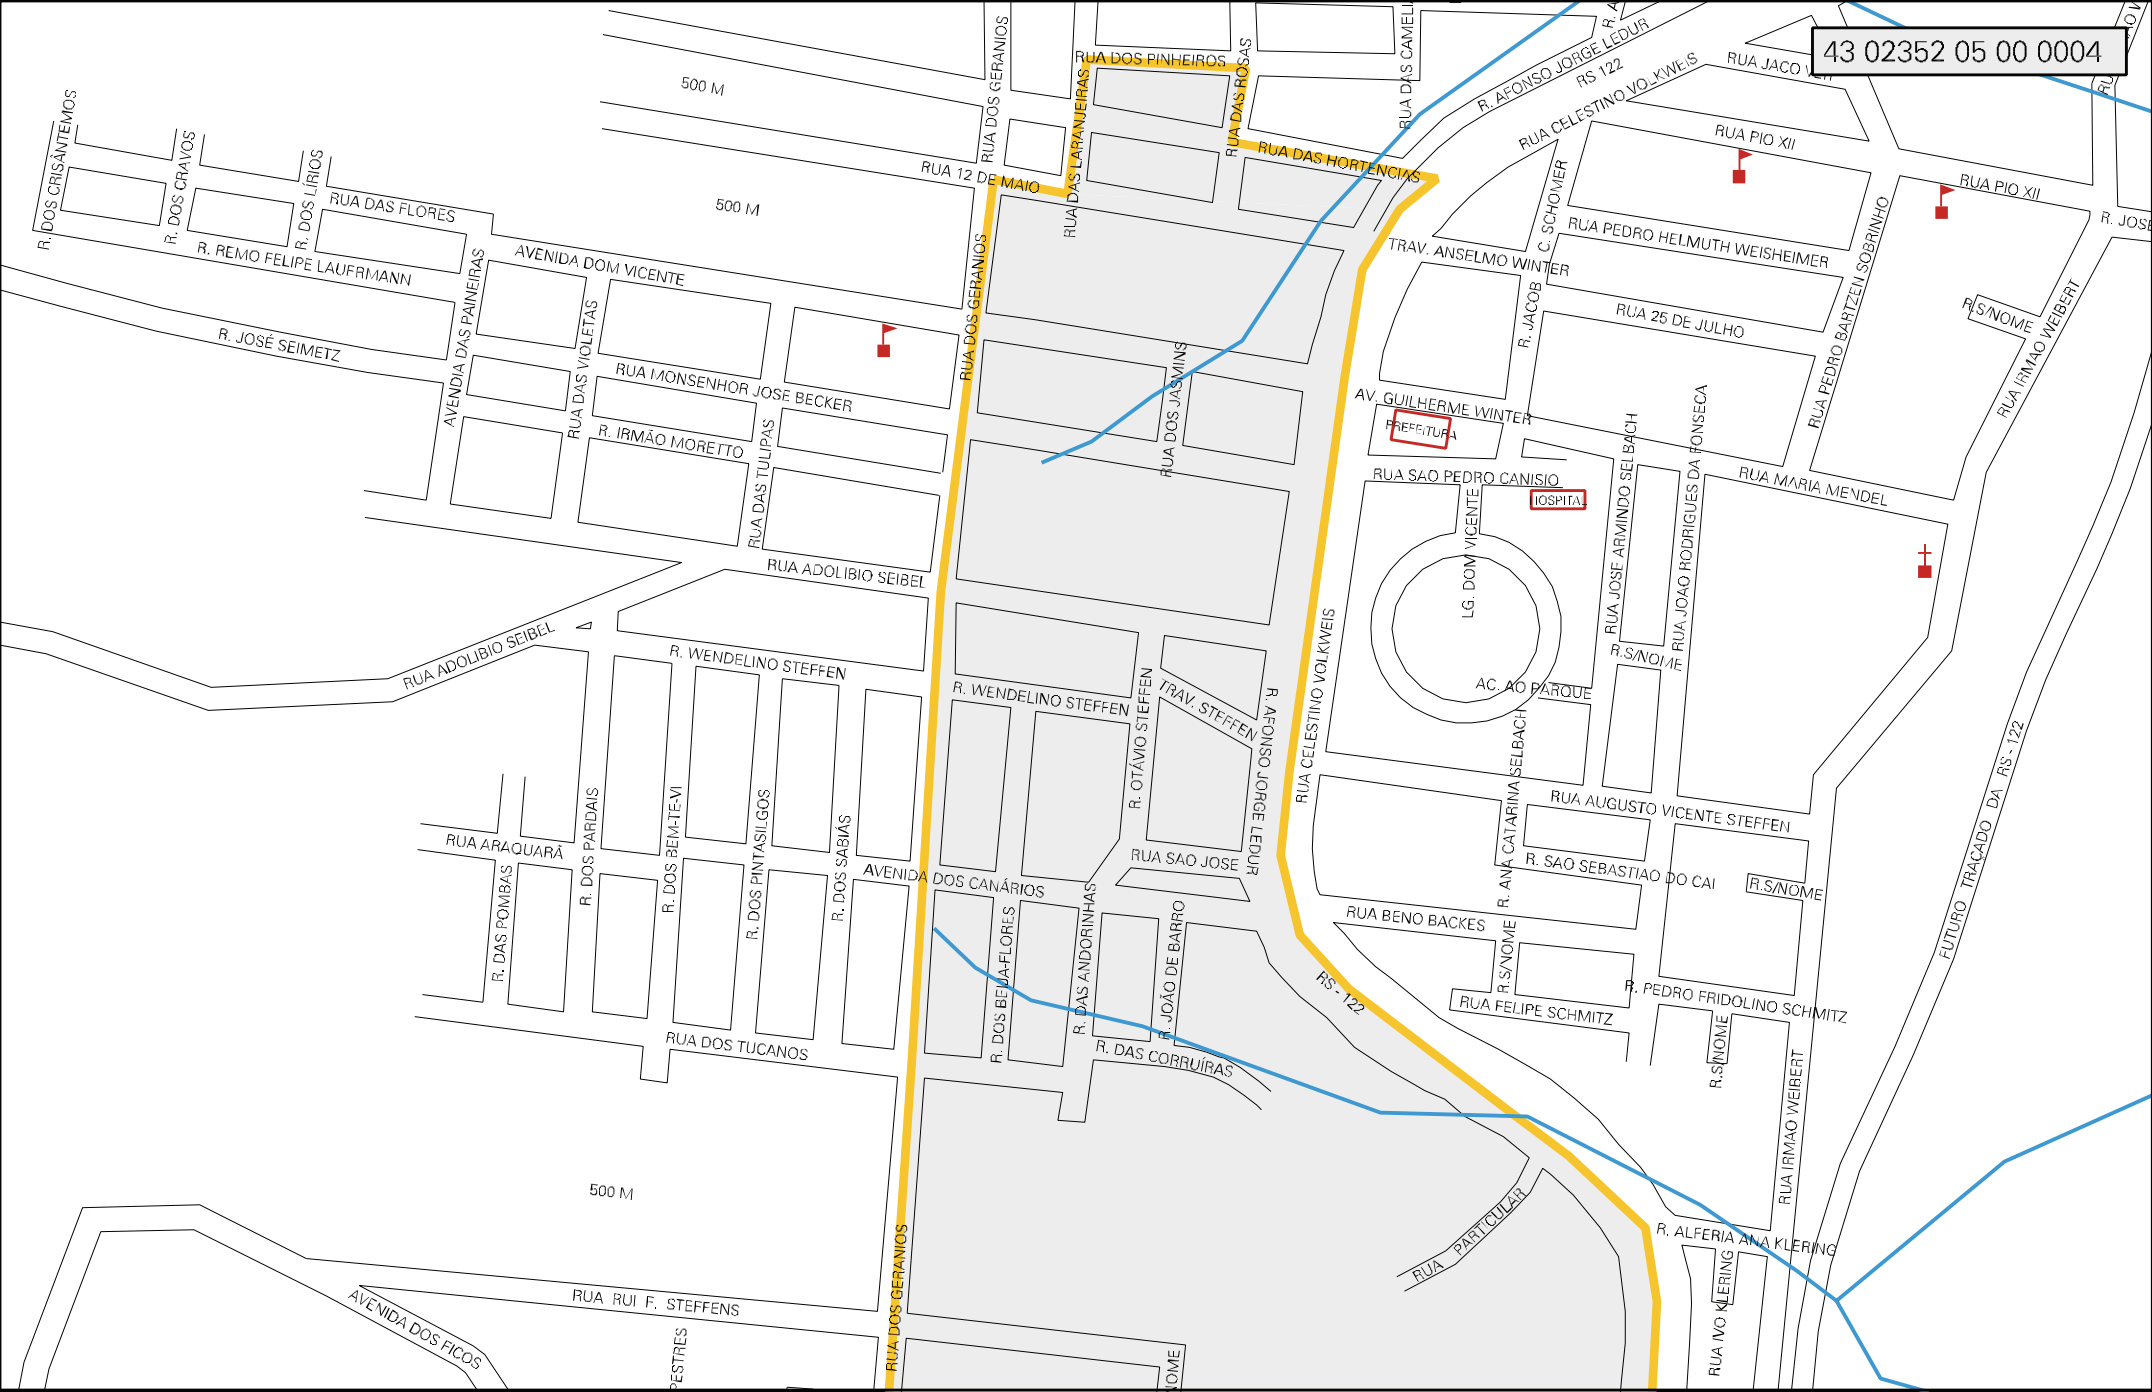 43 02352 05 00 0004
RUA DOS GERANIOS
RUA DOS PINHEIROS
RUA DAS ROSAS
R. AFONSO JORGE LEDUR
RS 122
RUA CELESTINO VOLKWEIS
500 M
RUA DAS LARANJEIRAS
RUA PIO XII
R. DOS CRISÂNTEMOS
R. DOS CRAVOS
R. DOS LÍRIOS
RUA DAS FLORES
RUA 12 DE MAIO
RUA DAS HORTENCIAS
RUA PIO XII
500 M
R. REMO FELIPE LAUFRMANN
AVENIDA DOM VICENTE
RUA PEDRO HELMUTH WEISHEIMER
TRAV. ANSELMO WINTER
R. JACOB C. SCHOMER
RUA PEDRO BARTZEN SOBRINHO
R. JOSÉ SEIMETZ
AVENDIA DAS PAINEIRAS
RUA DAS VIOLETAS
RUA DOS GERANIOS
RUA 25 DE JULHO
R.S/NOME
RUA IRMAO WEIBERT
RUA MONSENHOR JOSE BECKER
RUA DOS JASMINS
AV. GUILHERME WINTER
PREFEITURA
R. IRMÃO MORETTO
RUA DAS TULIPAS
RUA SAO PEDRO CANISIO
HOSPITAL
RUA MARIA MENDEL
LG. DOM VICENTE
RUA JOSE ARMINDO SELBACH
RUA JOAO RODRIGUES DA FONSECA
RUA ADOLIBIO SEIBEL
RUA ADOLIBIO SEIBEL
R. WENDELINO STEFFEN
R. WENDELINO STEFFEN
TRAV. STEFFEN
R. OTÁVIO STEFFEN
R. AFONSO JORGE LEDUR
RUA CELESTINO VOLKWEIS
R.S/NOME
AC. AO PARQUE
R. ANA CATARINA SELBACH
RUA AUGUSTO VICENTE STEFFEN
FUTURO TRAÇADO DA RS - 122
RUA ARAQUARÃ
R. DAS POMBAS
R. DOS PARDAIS
R. DOS BEM-TE-VI
R. DOS PINTASILGOS
R. DOS SABIÁS
AVENIDA DOS CANÁRIOS
RUA SAO JOSE
R. SAO SEBASTIAO DO CAI
R.S/NOME
RUA BENO BACKES
R. DOS BEIJA-FLORES
R. DAS ANDORINHAS
R. JOÃO DE BARRO
R.S/NOME
RS - 122
RUA FELIPE SCHMITZ
R. PEDRO FRIDOLINO SCHMITZ
R.S/NOME
RUA DOS TUCANOS
R. DAS CORRUÍRAS
RUA IRMAO WEIBERT
500 M
RUA PARTICULAR
R. ALFERIA ANA KLERING
RUA IVO KLERING
RUA DOS GERANIOS
RUA RUI F. STEFFENS
AVENIDA DOS FICOS
PESTRES
NOME